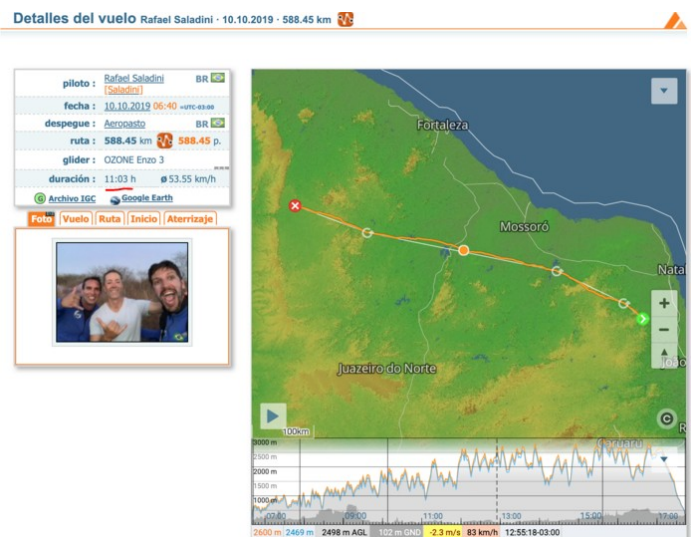 Detalles del vuelo Rafael Saladini · 10.10.2019 · 588.45 km
piloto : Rafael Saladini BR
[Saladini]
fecha : 10.10.2019 06:40 =UTC-03:00
despegue : Aeropasto BR
ruta : 588.45 km 588.45 p.
glider : OZONE Enzo 3
duración : 11:03 h ø 53.55 km/h
Archivo IGC Google Earth
Foto Vuelo Ruta Inicio Aterrizaje
Fortaleza
Mossoró
Natal
João
Juazeiro do Norte
Caruaru
R
100km
3000 m
2500 m
2000 m
1500 m
1000 m
07:00 09:00 11:00 13:00 15:00 17:00
2600 m 2469 m 2498 m AGL 102 m GND -2.3 m/s 83 km/h 12:55:18-03:00